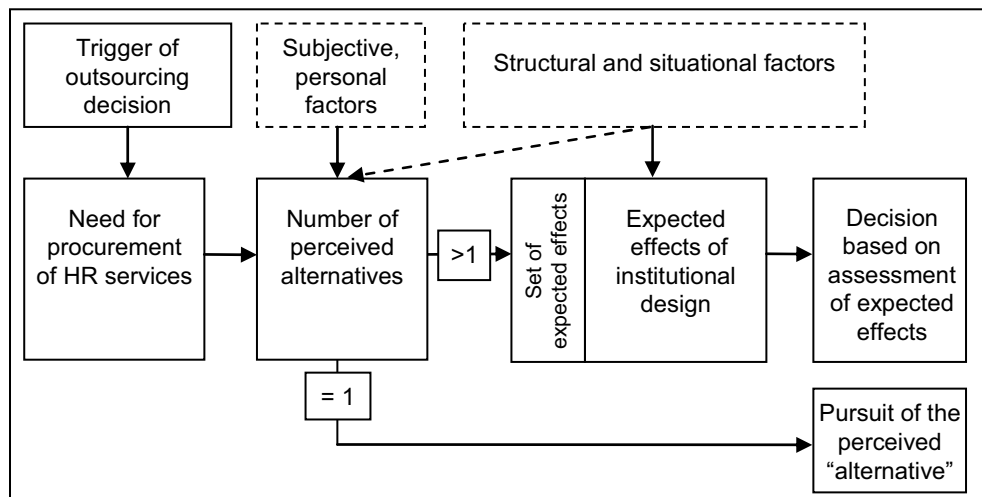 Trigger of
outsourcing
decision
Subjective,
personal
factors
Structural and situational factors
Need for
procurement
of HR services
Number of
perceived
alternatives
>1
Set of
expected effects
Expected
effects of
institutional
design
Decision
based on
assessment
of expected
effects
= 1
Pursuit of the
perceived
“alternative”